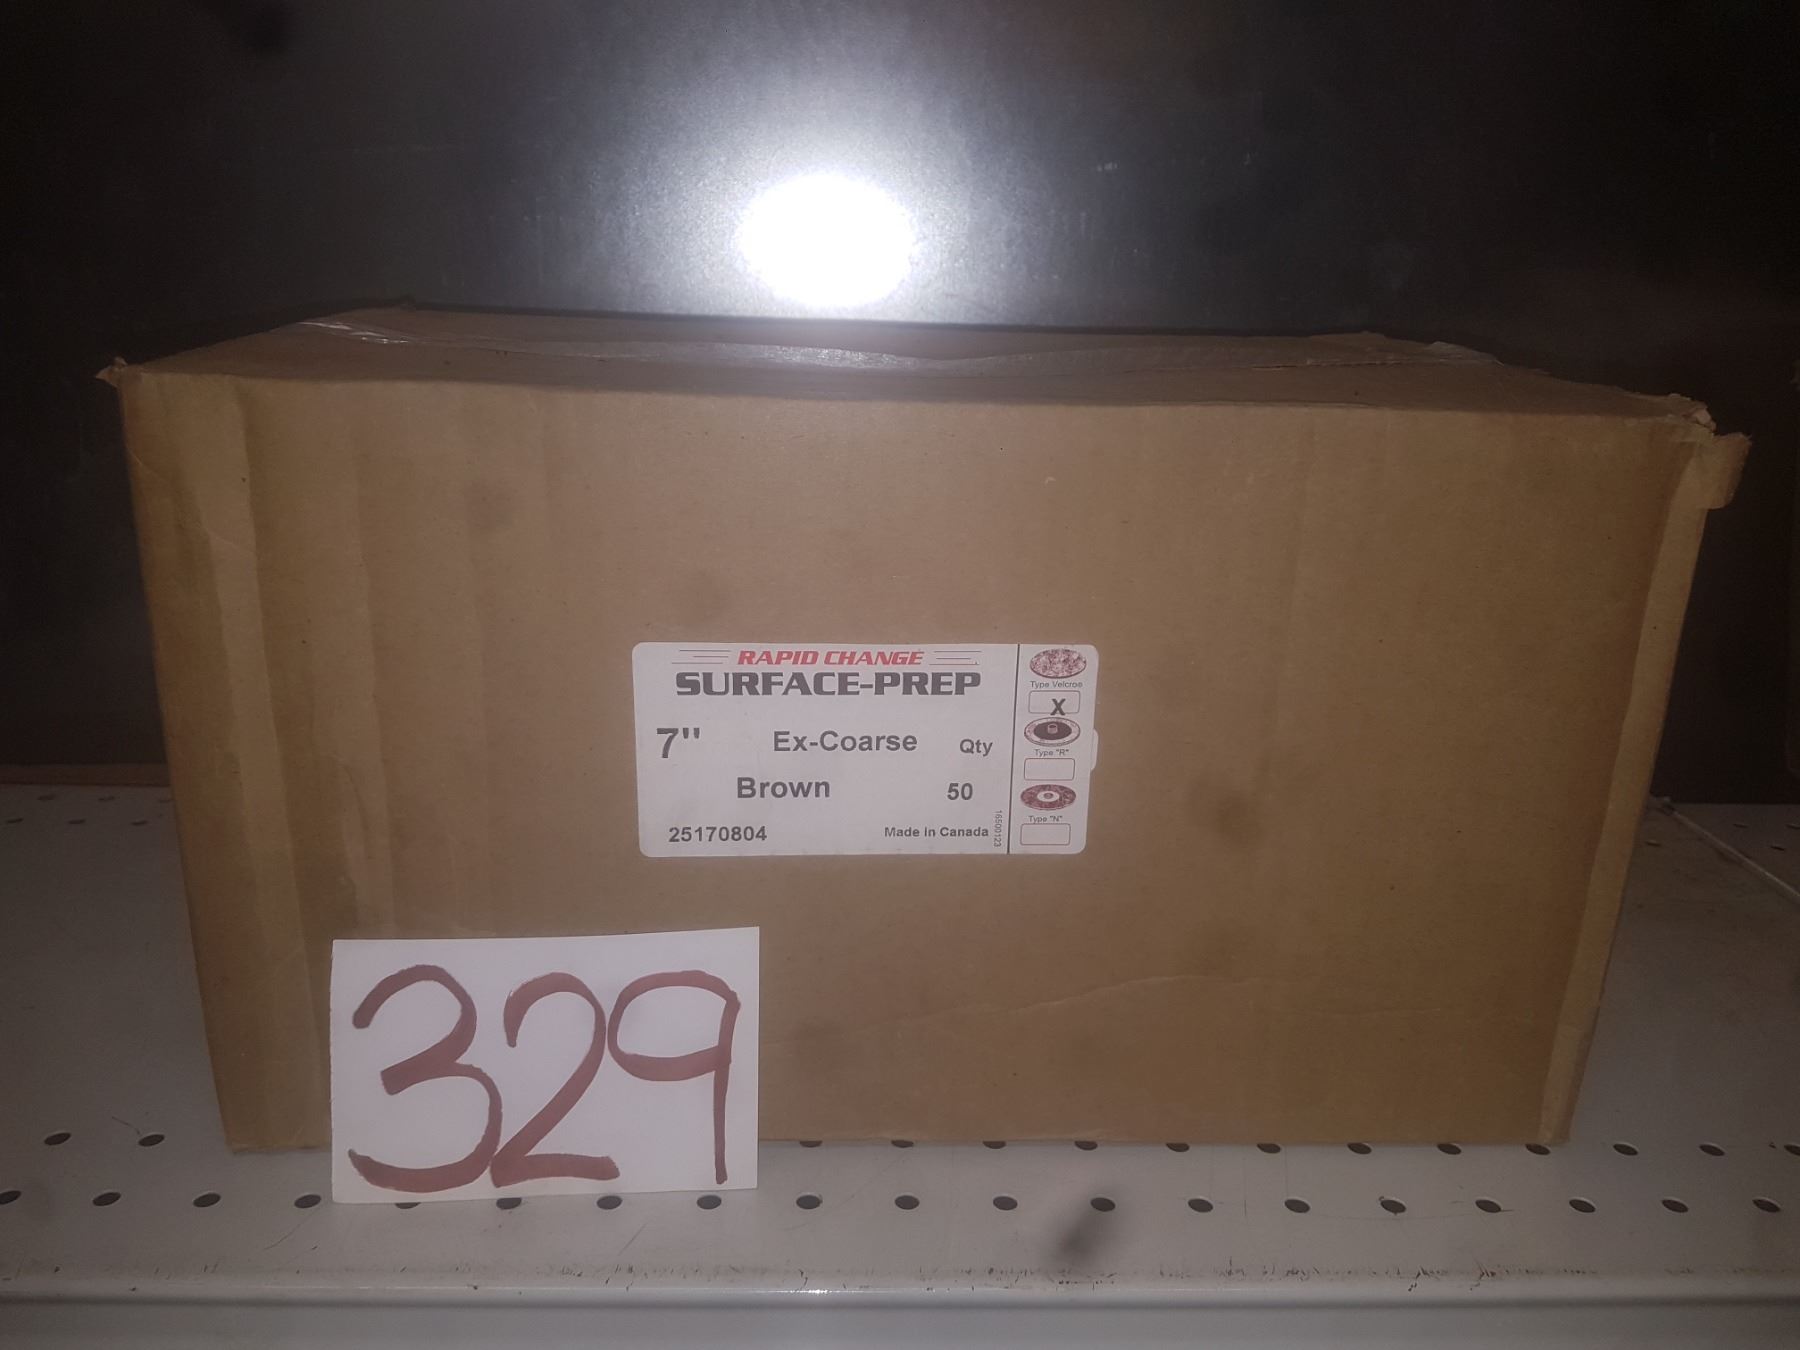 RAPID CHANGE
SURFACE-PREP
7" Ex-Coarse Qty
Brown 50
25170804 Made in Canada
16500123
Type Velcroe
X
Type "R"
Type "N"
329